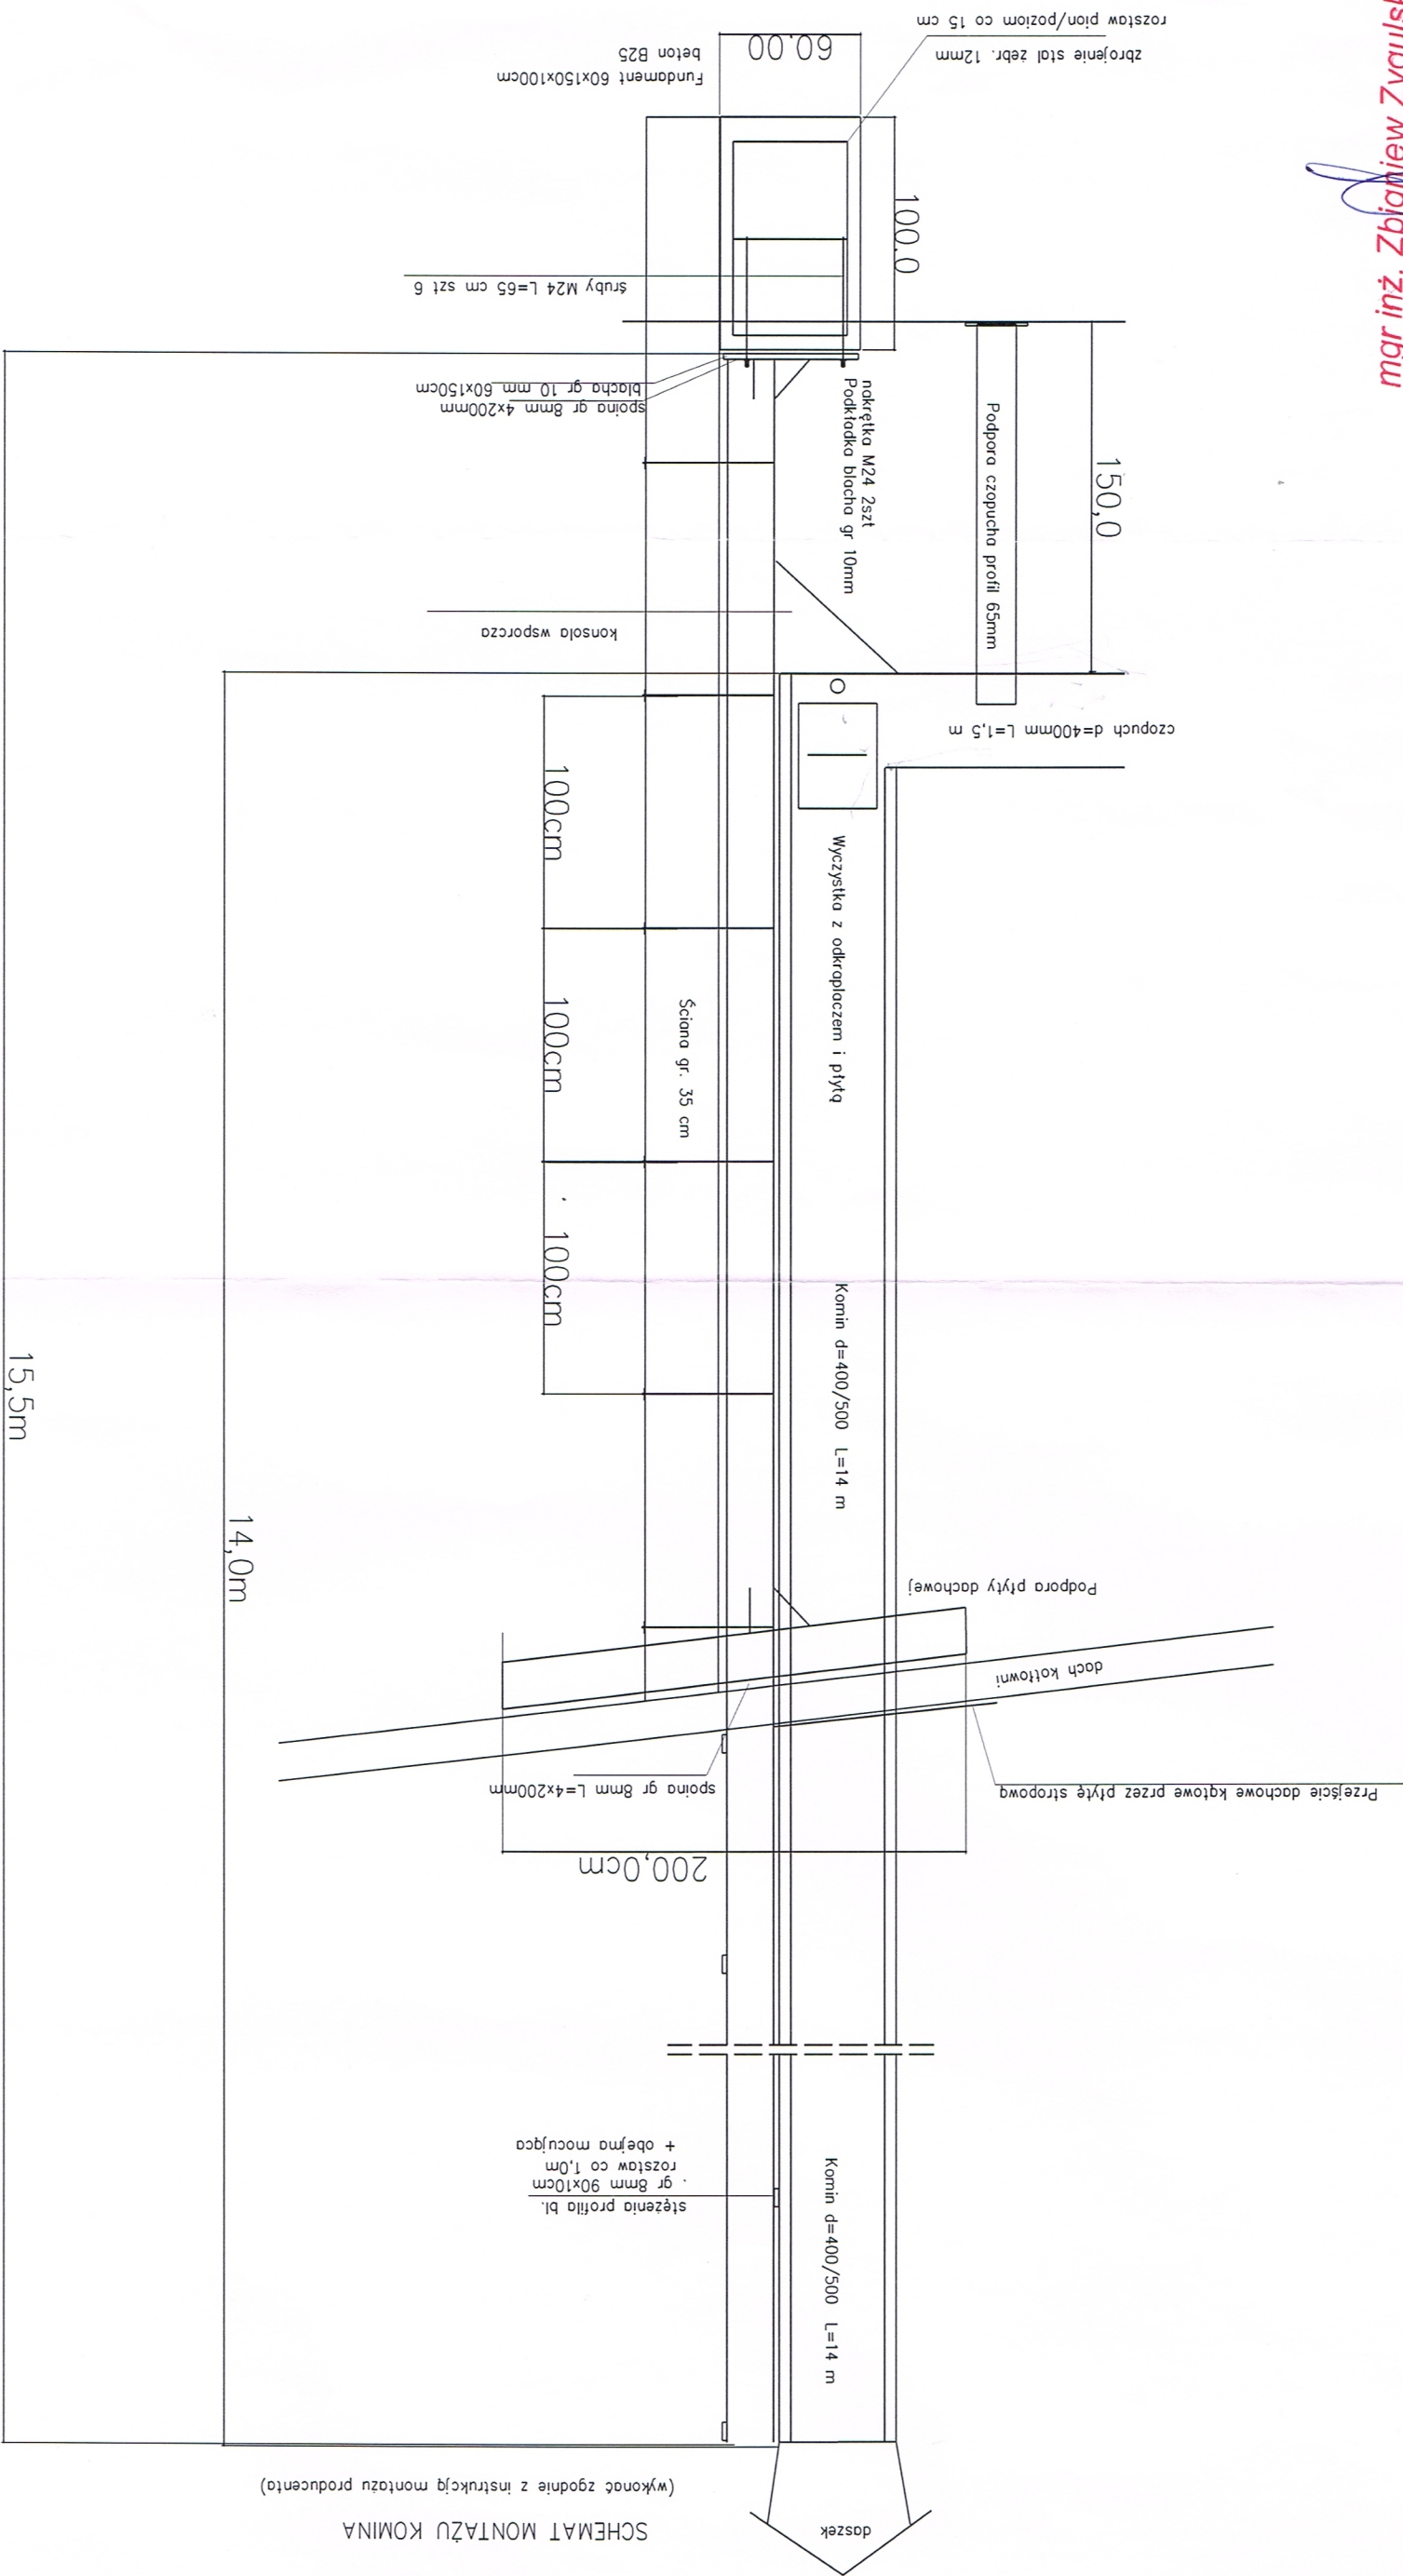 SCHEMAT MONTAŻU KOMINA
(wykonać zgodnie z instrukcją montażu producenta)
daszek
Komin d=400/500 L=14 m
stężenia profila bl.
. gr 8mm 90x10cm
rozstaw co 1,0m
+ obejma mocująca
200,0cm
Przejście dachowe kątowe przez płytę stropową
spoina gr 8mm L=4x200mm
dach kotłowni
Podpora płyty dachowej
14,0m
15,5m
Komin d=400/500 L=14 m
100cm
100cm
100cm
Ściana gr. 35 cm
Wyczystka z odkraplaczem i płytą
czopuch d=400mm L=1,5 m
konsola wsporcza
Podpora czopucha profil 65mm
150,0
nakrętka M24 2szt
Podkładka blacha gr 10mm
spoina gr 8mm 4x200mm
blacha gr 10 mm 60x150cm
śruby M24 L=65 cm szt 6
100,0
Fundament 60x150x100cm
beton B25
60,00
zbrojenie stal żebr. 12mm
rozstaw pion/poziom co 15 cm
mgr inż. Zbigniew